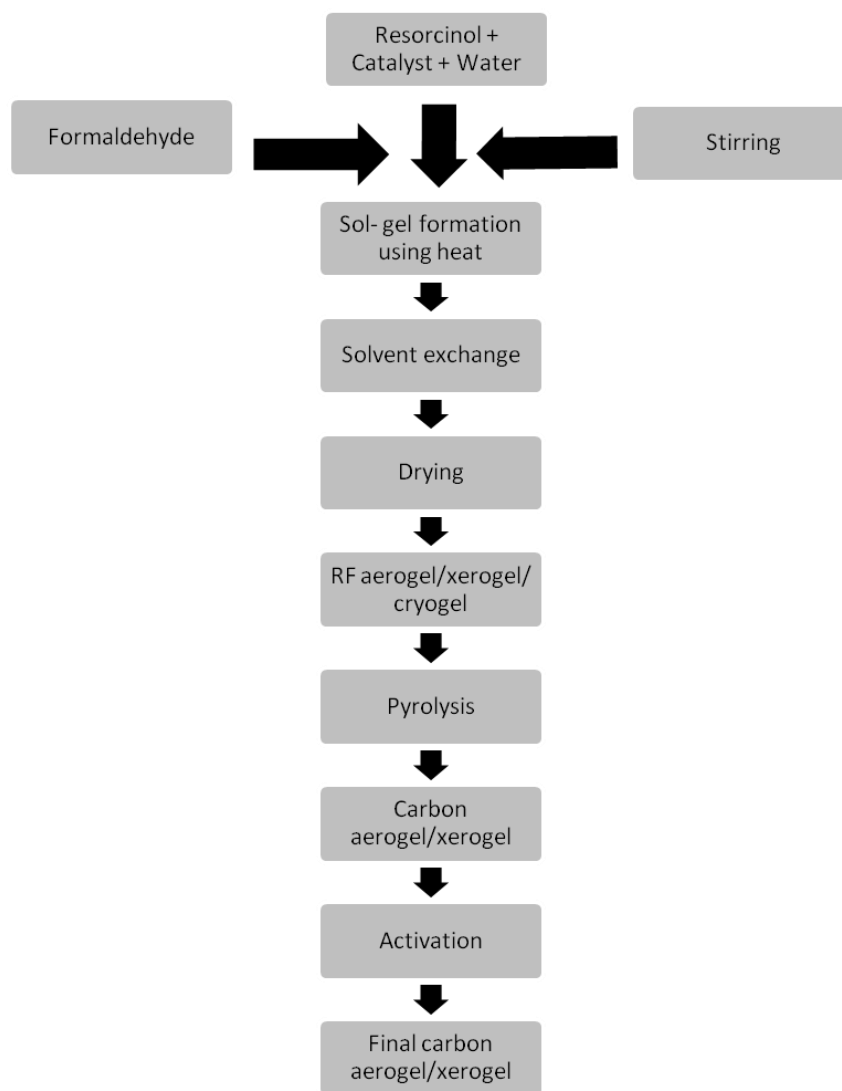 Resorcinol +
Catalyst + Water
Formaldehyde
Stirring
Sol- gel formation
using heat
Solvent exchange
Drying
RF aerogel/xerogel/
cryogel
Pyrolysis
Carbon
aerogel/xerogel
Activation
Final carbon
aerogel/xerogel